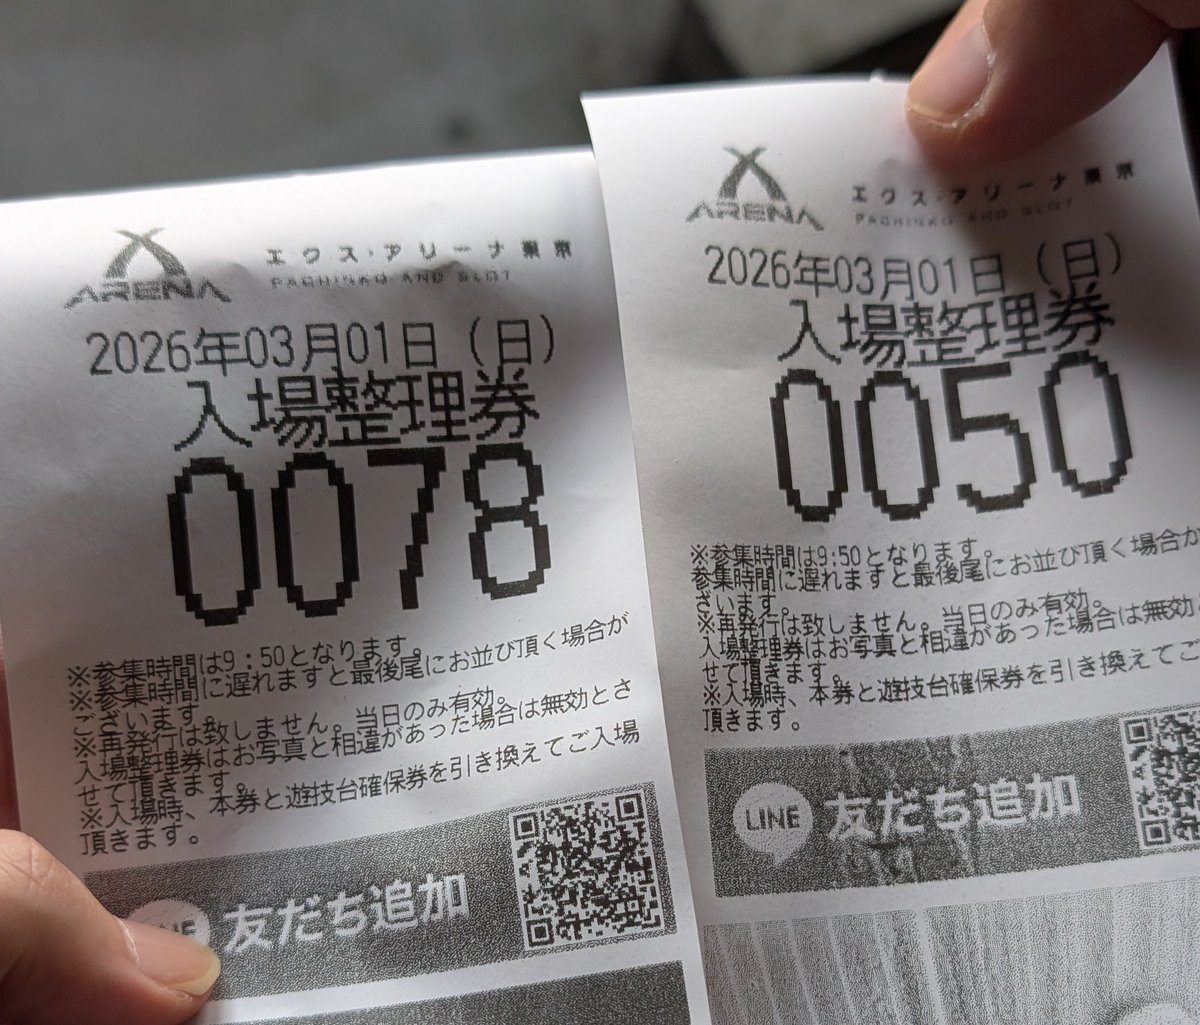 ARENA
エクス・アリーナ東京
PACHINKO AND SLOT
2026年03月01日（日）
入場整理券
0078
※参集時間は9:50となります。
※参集時間に遅れますと最後尾にお並び頂く場合が
ございます。
※再発行は致しません。当日のみ有効。
入場整理券はお写真と相違があった場合は無効とさ
せて頂きます。
※入場時、本券と遊技台確保券を引き換えてご入場
頂きます。
友だち追加
ARENA
エクス・アリーナ東京
PACHINKO AND SLOT
2026年03月01日（日）
入場整理券
0050
※参集時間は9:50となります。
参集時間に遅れますと最後尾にお並び頂く場合が
ざいます。
※再発行は致しません。当日のみ有効。
入場整理券はお写真と相違があった場合は無効
せて頂きます。
※入場時、本券と遊技台確保券を引き換えてご
頂きます。
LINE 友だち追加